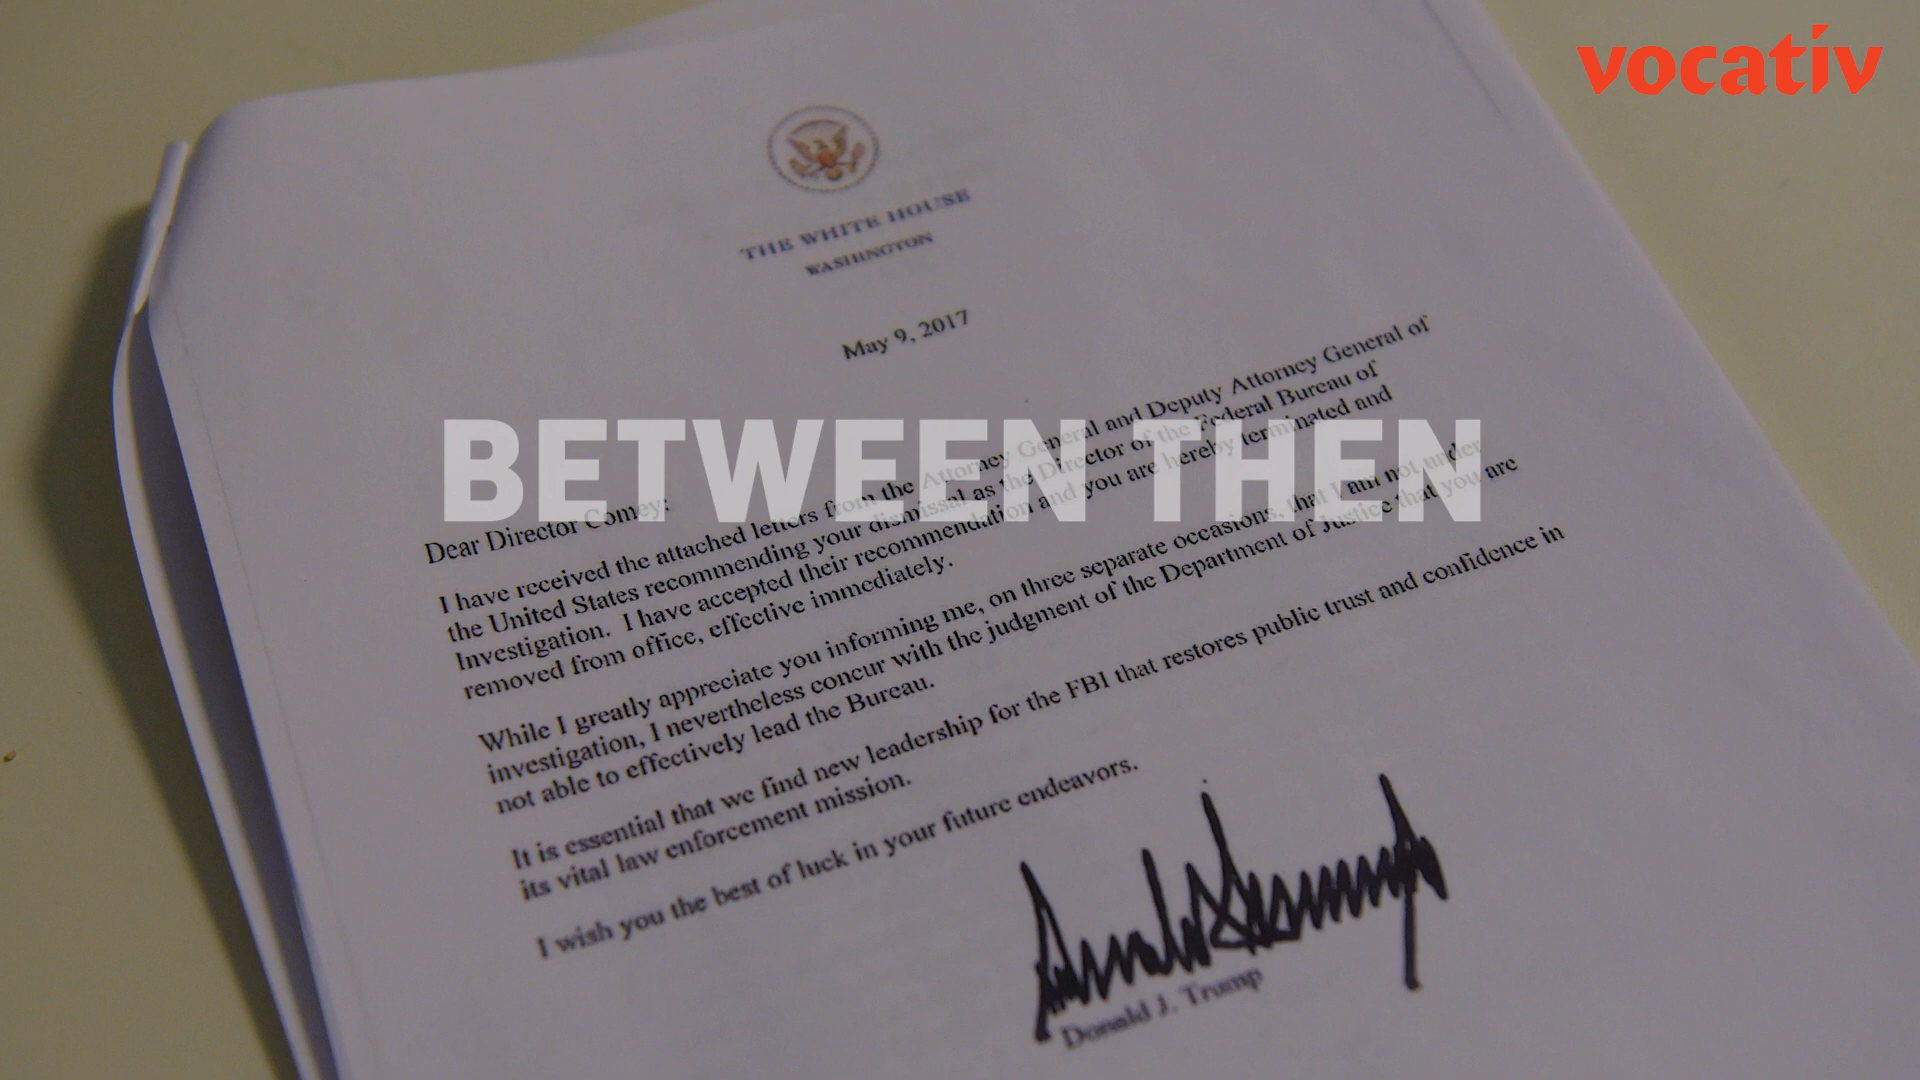 vocativ
THE WHITE HOUSE
WASHINGTON
May 9, 2017
BETWEEN THEN
Dear Director Comey:
I have received the attached letters from the Attorney General and Deputy Attorney General of
the United States recommending your dismissal as the Director of the Federal Bureau of
Investigation. I have accepted their recommendation and you are hereby terminated and
removed from office, effective immediately.
While I greatly appreciate you informing me, on three separate occasions, that I am not under
investigation, I nevertheless concur with the judgment of the Department of Justice that you are
not able to effectively lead the Bureau.
It is essential that we find new leadership for the FBI that restores public trust and confidence in
its vital law enforcement mission.
I wish you the best of luck in your future endeavors.
Donald J. Trump